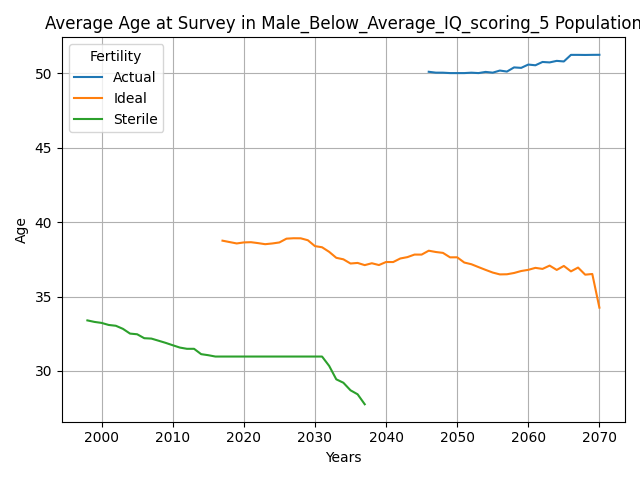 Average Age at Survey in Male_Below_Average_IQ_scoring_5 Population
Fertility
Actual
Ideal
Sterile
Age
50
45
40
35
30
2000 2010 2020 2030 2040 2050 2060 2070
Years